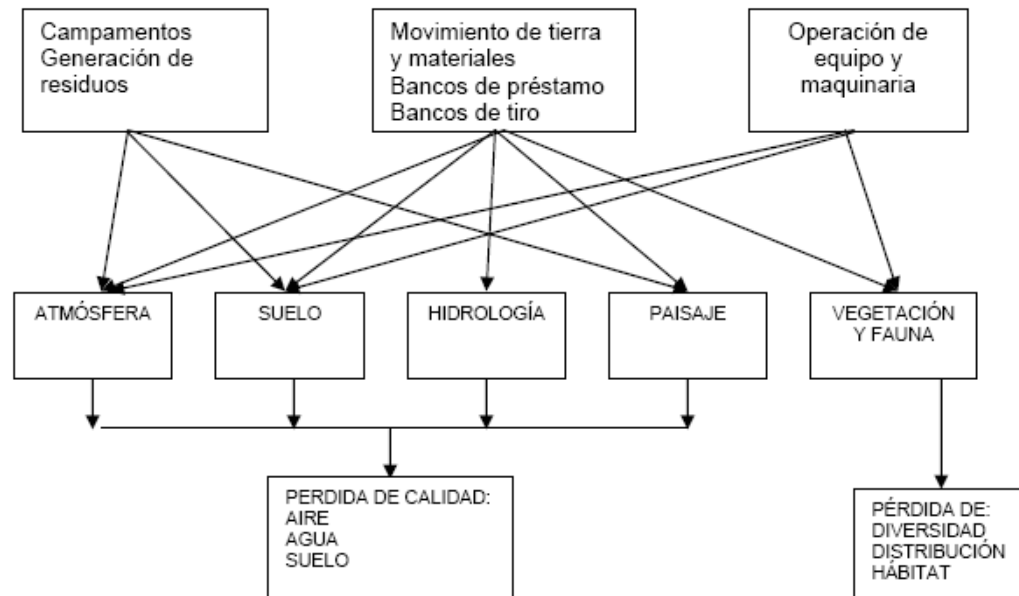 Campamentos
Generación de
residuos
Movimiento de tierra
y materiales
Bancos de préstamo
Bancos de tiro
Operación de
equipo y
maquinaria
ATMÓSFERA
SUELO
HIDROLOGÍA
PAISAJE
VEGETACIÓN
Y FAUNA
PERDIDA DE CALIDAD:
AIRE
AGUA
SUELO
PÉRDIDA DE:
DIVERSIDAD
DISTRIBUCIÓN
HÁBITAT